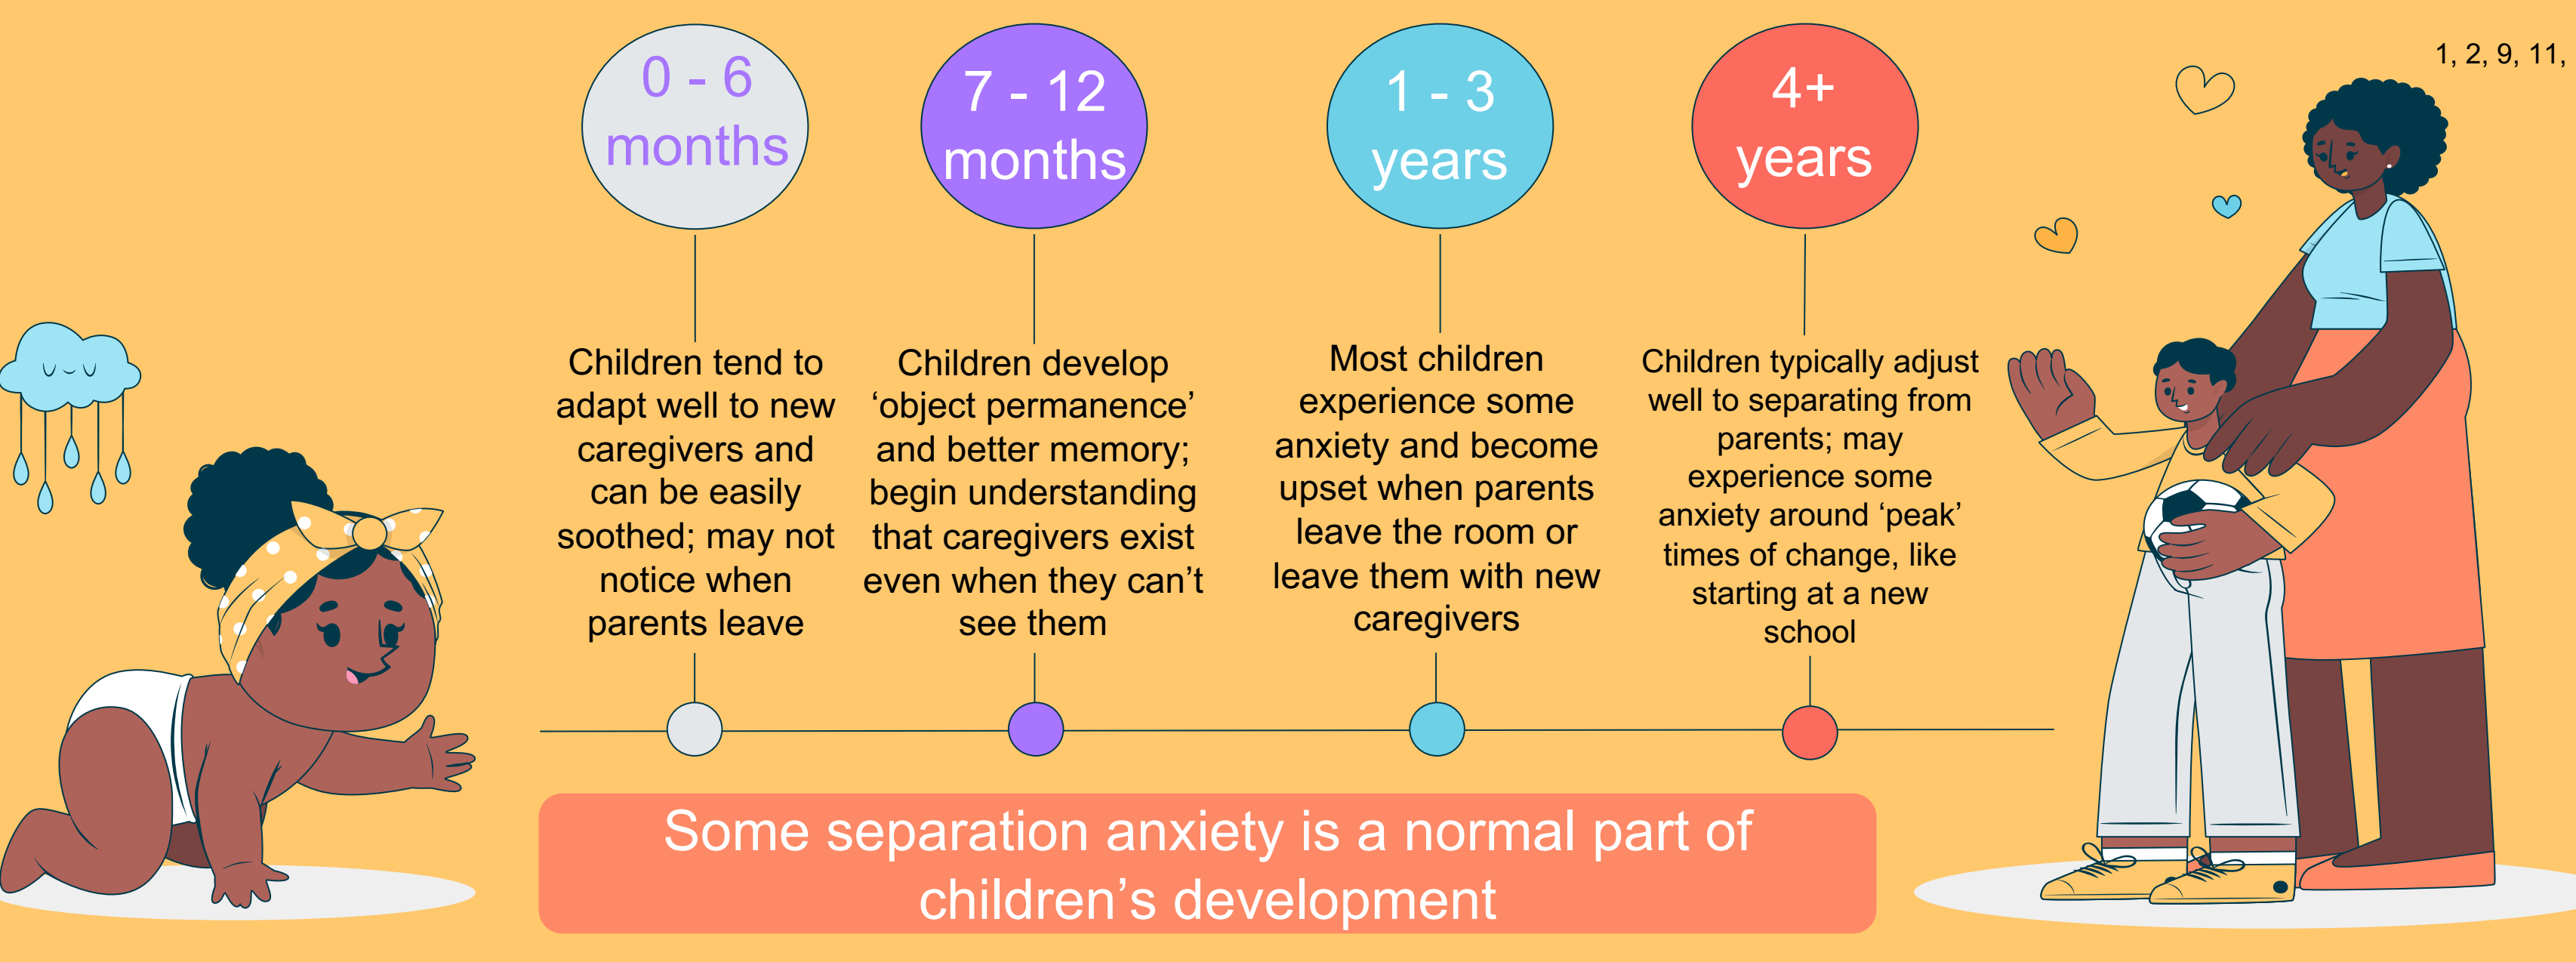 0 - 6
months
7 - 12
months
1 - 3
years
4+
years
1, 2, 9, 11,
Children tend to
adapt well to new
caregivers and
can be easily
soothed; may not
notice when
parents leave
Children develop
‘object permanence’
and better memory;
begin understanding
that caregivers exist
even when they can’t
see them
Most children
experience some
anxiety and become
upset when parents
leave the room or
leave them with new
caregivers
Children typically adjust
well to separating from
parents; may
experience some
anxiety around ‘peak’
times of change, like
starting at a new
school
Some separation anxiety is a normal part of
children’s development